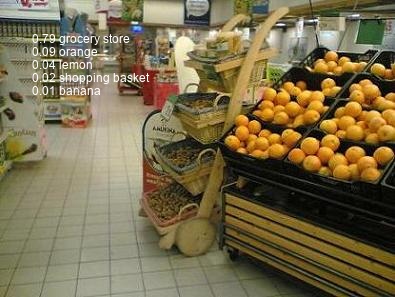 0.79 grocery store
0.09 orange
0.04 lemon
0.02 shopping basket
0.01 banana